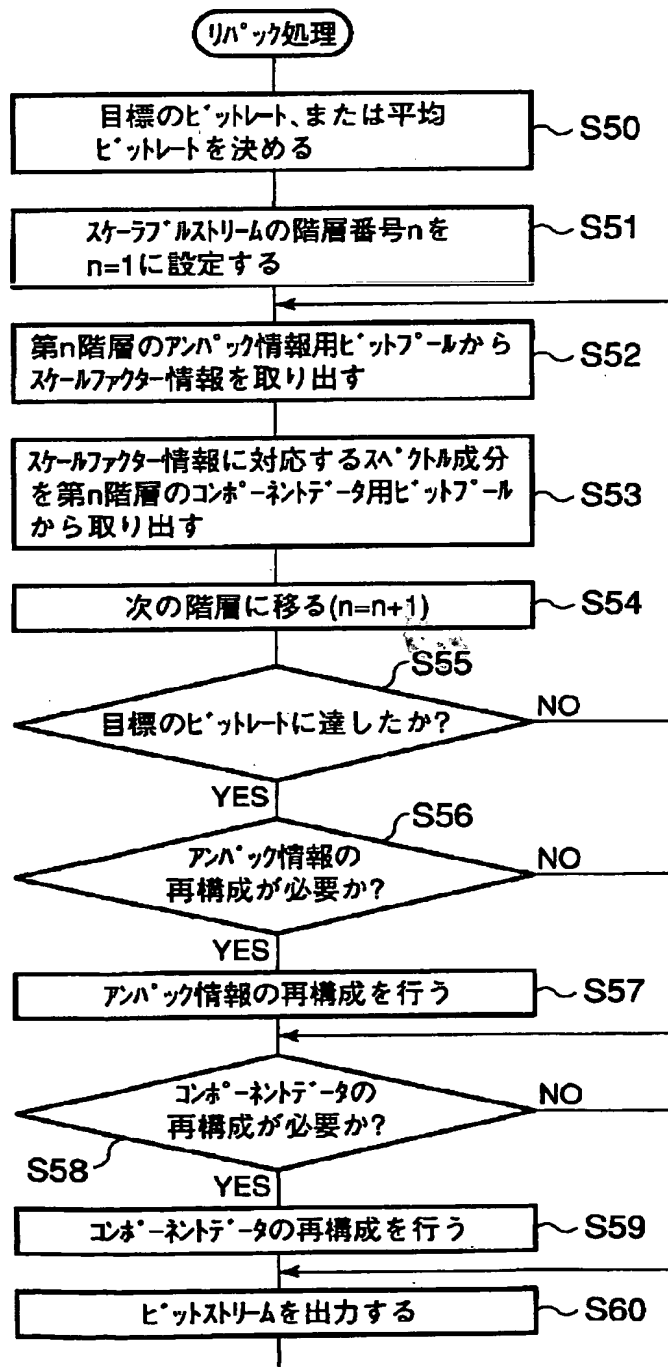 リパック処理
目標のビットレート、または平均
ビットレートを決める
S50
スケーラブルストリームの階層番号nを
n=1に設定する
S51
第n階層のアンパック情報用ビットプールから
スケールファクター情報を取り出す
S52
スケールファクター情報に対応するスペクトル成分
を第n階層のコンポーネントデータ用ビットプール
から取り出す
S53
次の階層に移る(n=n+1)
S54
S55
目標のビットレートに達したか?
NO
YES
S56
アンパック情報の
再構成が必要か?
NO
YES
アンパック情報の再構成を行う
S57
コンポーネントデータの
再構成が必要か?
NO
S58
YES
コンポーネントデータの再構成を行う
S59
ビットストリームを出力する
S60